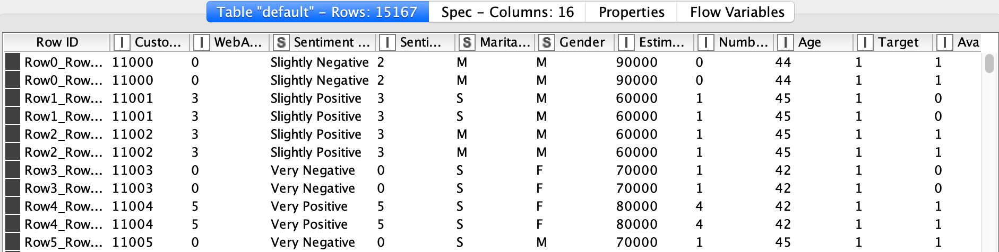 Table "default" – Rows: 15167 Spec – Columns: 16 Properties Flow Variables
Row ID I Custo... I WebA... S Sentiment ... I Senti... S Marita... S Gender I Estim... I Numb... I Age I Target I Ava
Row0_Row... 11000 0 Slightly Negative 2 M M 90000 0 44 1 1
Row0_Row... 11000 0 Slightly Negative 2 M M 90000 0 44 1 1
Row1_Row... 11001 3 Slightly Positive 3 S M 60000 1 45 1 0
Row1_Row... 11001 3 Slightly Positive 3 S M 60000 1 45 1 0
Row2_Row... 11002 3 Slightly Positive 3 M M 60000 1 45 1 1
Row2_Row... 11002 3 Slightly Positive 3 M M 60000 1 45 1 1
Row3_Row... 11003 0 Very Negative 0 S F 70000 1 42 1 0
Row3_Row... 11003 0 Very Negative 0 S F 70000 1 42 1 0
Row4_Row... 11004 5 Very Positive 5 S F 80000 4 42 1 1
Row4_Row... 11004 5 Very Positive 5 S F 80000 4 42 1 1
Row5_Row... 11005 0 Very Negative 0 S M 70000 1 45 1 1